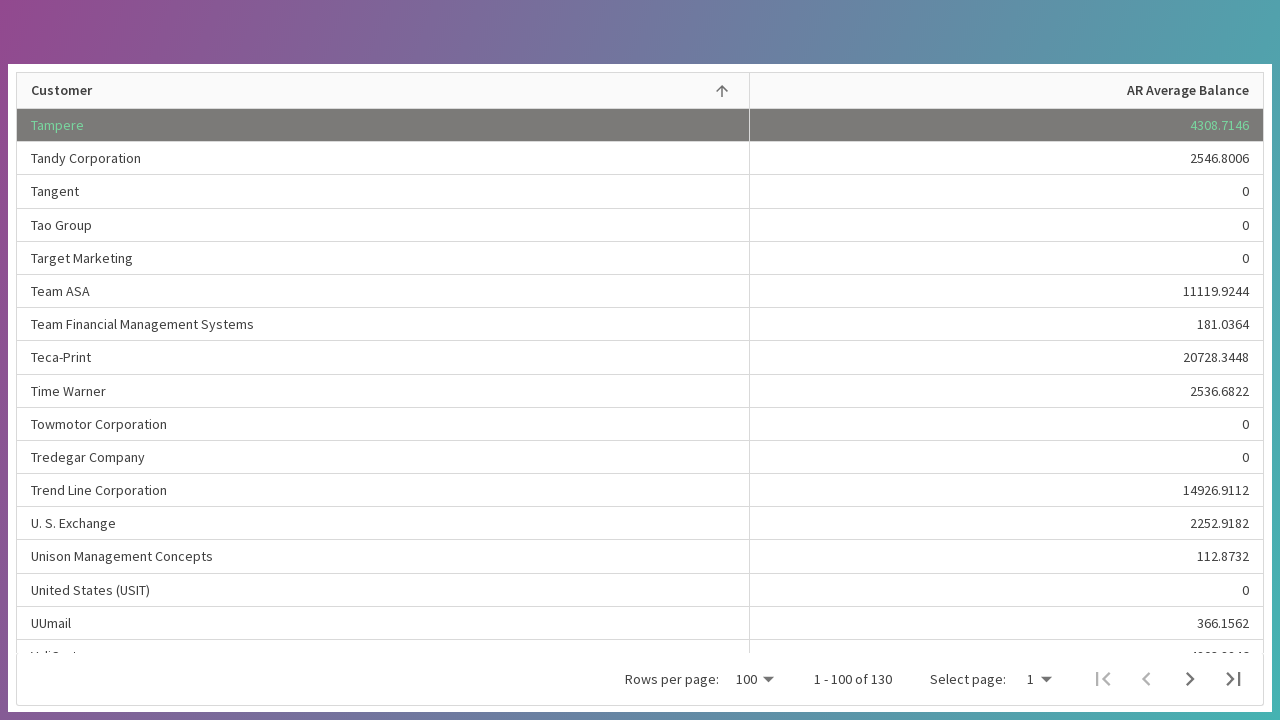 Customer AR Average Balance
Tampere 4308.7146
Tandy Corporation 2546.8006
Tangent 0
Tao Group 0
Target Marketing 0
Team ASA 11119.9244
Team Financial Management Systems 181.0364
Teca-Print 20728.3448
Time Warner 2536.6822
Towmotor Corporation 0
Tredegar Company 0
Trend Line Corporation 14926.9112
U. S. Exchange 2252.9182
Unison Management Concepts 112.8732
United States (USIT) 0
UUmail 366.1562
Rows per page: 100 1 - 100 of 130 Select page: 1